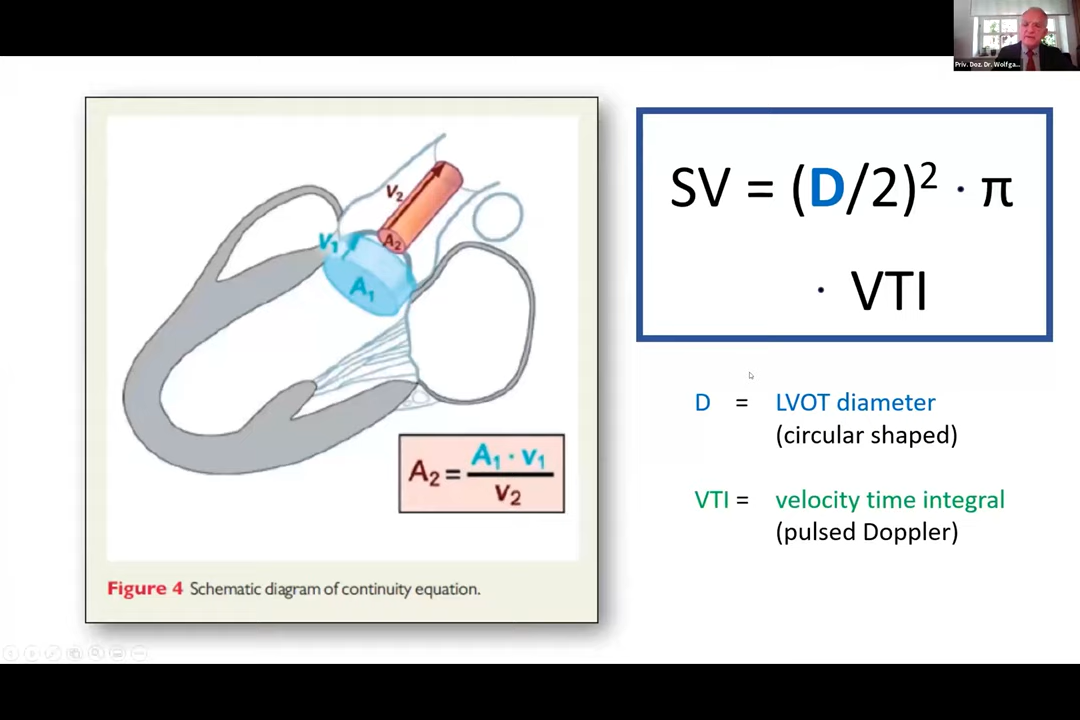 Priv. Doz. Dr. Wolfga...
V₂
V₁
A₂
A₁
A₂ = A₁ · v₁
v₂
Figure 4 Schematic diagram of continuity equation.
SV = (D/2)² · π
· VTI
D = LVOT diameter
(circular shaped)
VTI = velocity time integral
(pulsed Doppler)